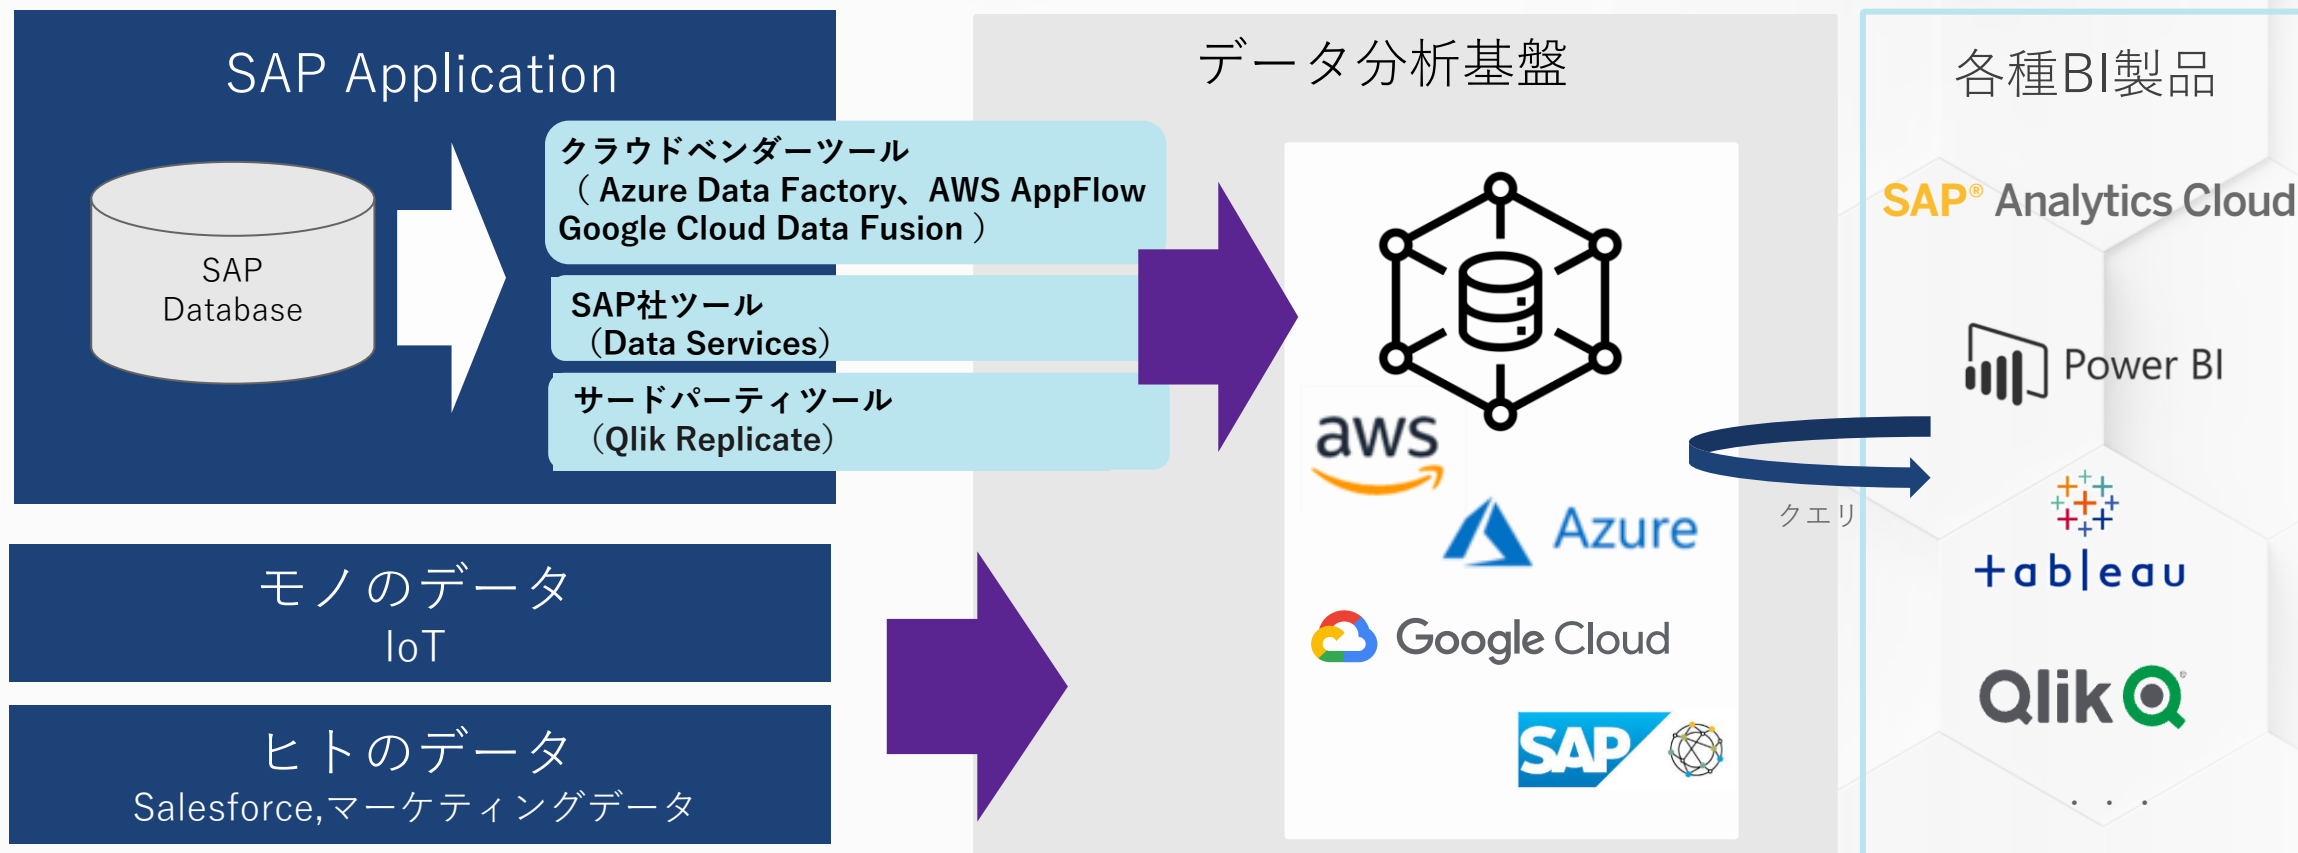 SAP Application
SAP
Database
クラウドベンダーツール
（ Azure Data Factory、AWS AppFlow
Google Cloud Data Fusion ）
SAP社ツール
（Data Services）
サードパーティツール
（Qlik Replicate）
モノのデータ
IoT
ヒトのデータ
Salesforce,マーケティングデータ
データ分析基盤
aws
Azure
Google Cloud
SAP
クエリ
各種BI製品
SAP® Analytics Cloud
Power BI
+ableau
Qlik
・・・